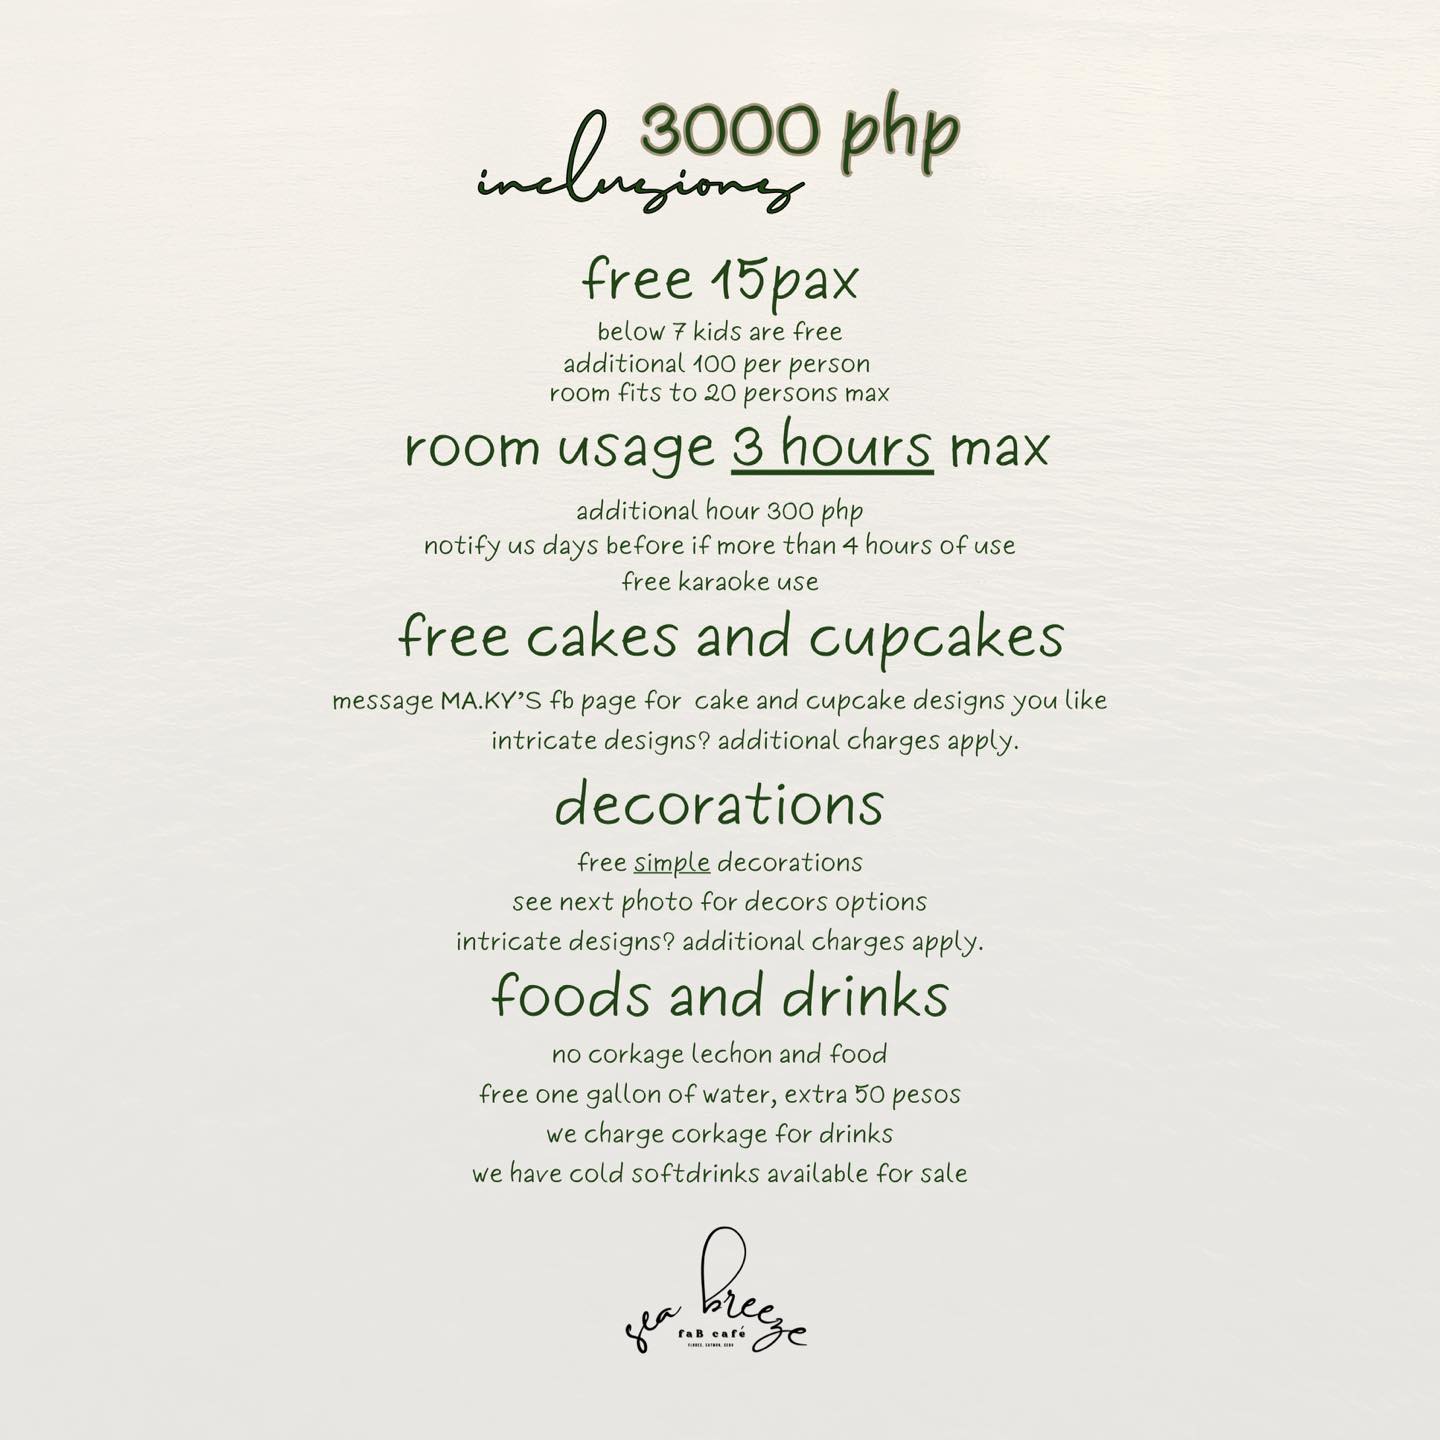 3000 php
inclusions
free 15pax
below 7 kids are free
additional 100 per person
room fits to 20 persons max
room usage 3 hours max
additional hour 300 php
notify us days before if more than 4 hours of use
free karaoke use
free cakes and cupcakes
message MA.KY'S fb page for cake and cupcake designs you like
intricate designs? additional charges apply.
decorations
free simple decorations
see next photo for decors options
intricate designs? additional charges apply.
foods and drinks
no corkage lechon and food
free one gallon of water, extra 50 pesos
we charge corkage for drinks
we have cold softdrinks available for sale
sea breeze
faB café